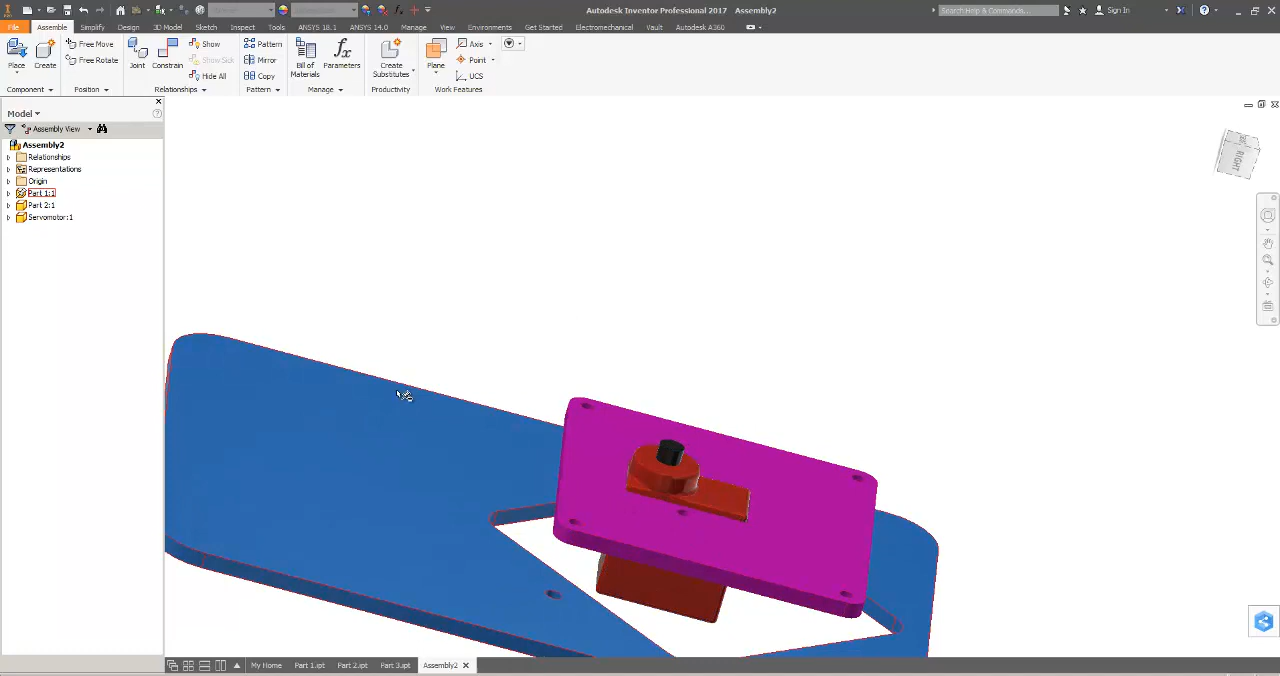 Autodesk Inventor Professional 2017 Assembly2
Search Help & Commands...
Sign In
File Assemble Simplify Design 3D Model Sketch Inspect Tools ANSYS 18.1 ANSYS 14.0 Manage View Environments Get Started Electromechanical Vault Autodesk A360
Free Move Show Pattern Axis
Free Rotate Show Sick Mirror Point
Place Create Joint Constrain Hide All Copy Bill of Materials Parameters Create Substitutes Plane UCS
Component Position Relationships Pattern Manage Productivity Work Features
Model
Assembly View
Assembly2
Relationships
Representations
Origin
Part 1:1
Part 2:1
Servomotor:1
RIGHT
My Home Part 1.ipt Part 2.ipt Part 3.ipt Assembly2